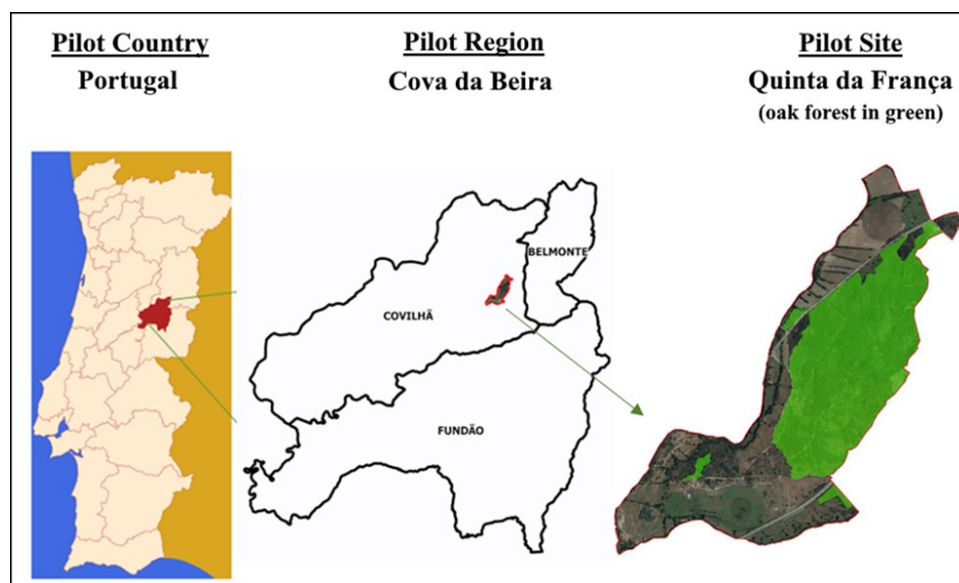 Pilot Country
Portugal
Pilot Region
Cova da Beira
Pilot Site
Quinta da França
(oak forest in green)
BELMONTE
COVILHÃ
FUNDÃO